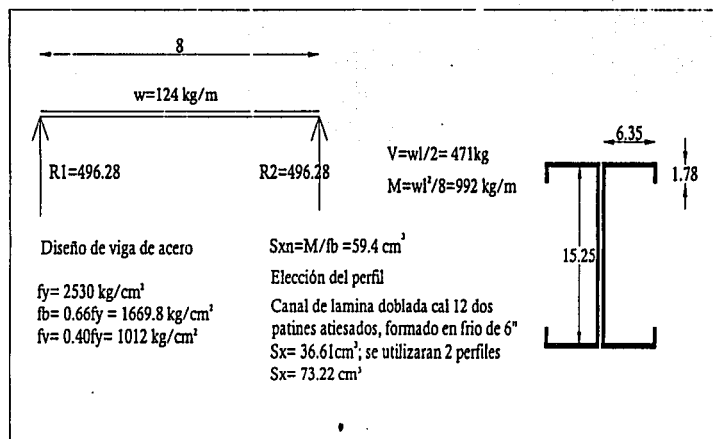 8
w=124 kg/m
R1=496.28
R2=496.28
V=wl/2= 471kg
M=wl²/8=992 kg/m
6.35
1.78
15.25
Diseño de viga de acero
fy= 2530 kg/cm²
fb= 0.66fy = 1669.8 kg/cm²
fv= 0.40fy= 1012 kg/cm²
Sxn=M/fb =59.4 cm³
Elección del perfil
Canal de lamina doblada cal 12 dos
patines atiesados, formado en frio de 6"
Sx= 36.61cm³; se utilizaran 2 perfiles
Sx= 73.22 cm³